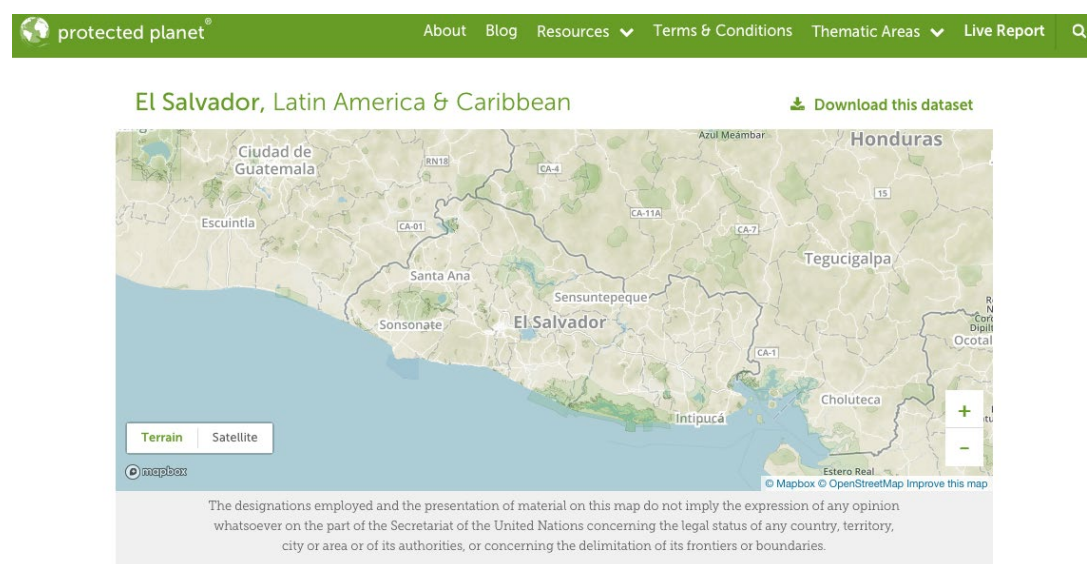 protected planet®
About Blog Resources Terms & Conditions Thematic Areas Live Report
El Salvador, Latin America & Caribbean
Download this dataset
Azul Meámbar
Honduras
Ciudad de
Guatemala
RN18
CA-4
15
Escuintla
CA-01
CA-11A
CA-7
Tegucigalpa
Santa Ana
Sensuntepeque
Sonsonate
El Salvador
Ocotal
CA-1
Choluteca
Intipucá
+
Terrain Satellite
−
Estero Real
mapbox
© Mapbox © OpenStreetMap Improve this map
The designations employed and the presentation of material on this map do not imply the expression of any opinion
whatsoever on the part of the Secretariat of the United Nations concerning the legal status of any country, territory,
city or area or of its authorities, or concerning the delimitation of its frontiers or boundaries.